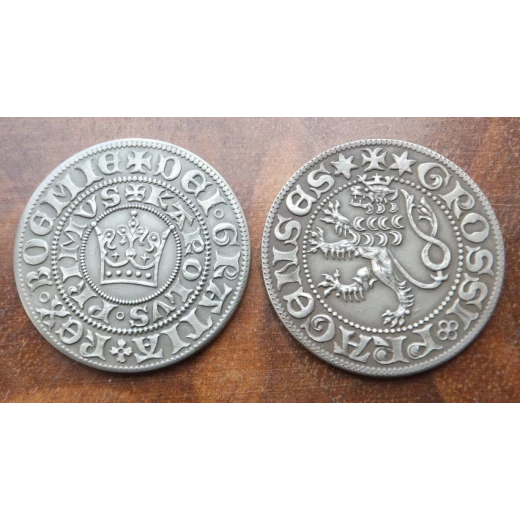 ✠KAROLVS·PRIMVS
✠DEI·GRATIA·REX·BOEMIE
✶✠✶GROSSI·PRAGENSES